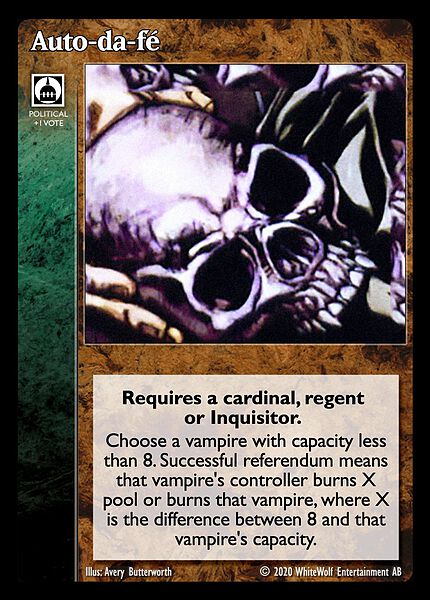 Auto-da-fé
POLITICAL
+1 VOTE
Requires a cardinal, regent
or Inquisitor.
Choose a vampire with capacity less
than 8. Successful referendum means
that vampire's controller burns X
pool or burns that vampire, where X
is the difference between 8 and that
vampire's capacity.
Illus: Avery Butterworth © 2020 WhiteWolf Entertainment AB